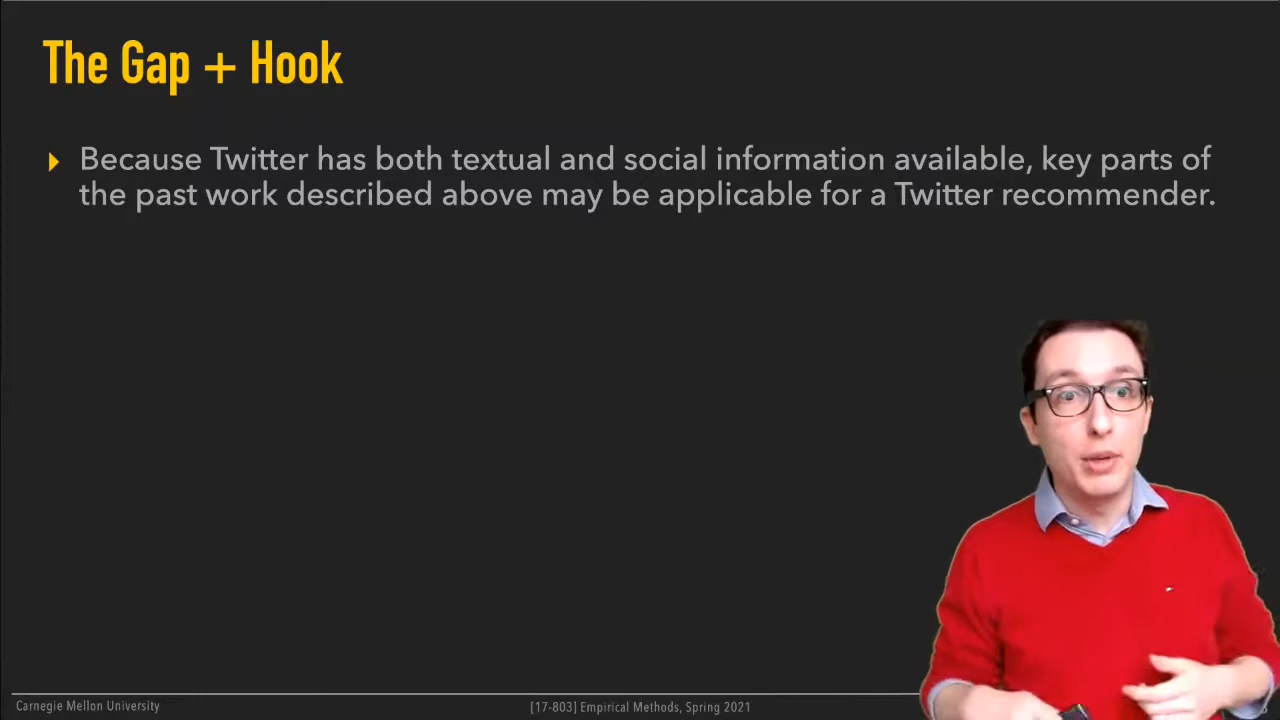 The Gap + Hook
Because Twitter has both textual and social information available, key parts of
the past work described above may be applicable for a Twitter recommender.
Carnegie Mellon University
[17-803] Empirical Methods, Spring 2021